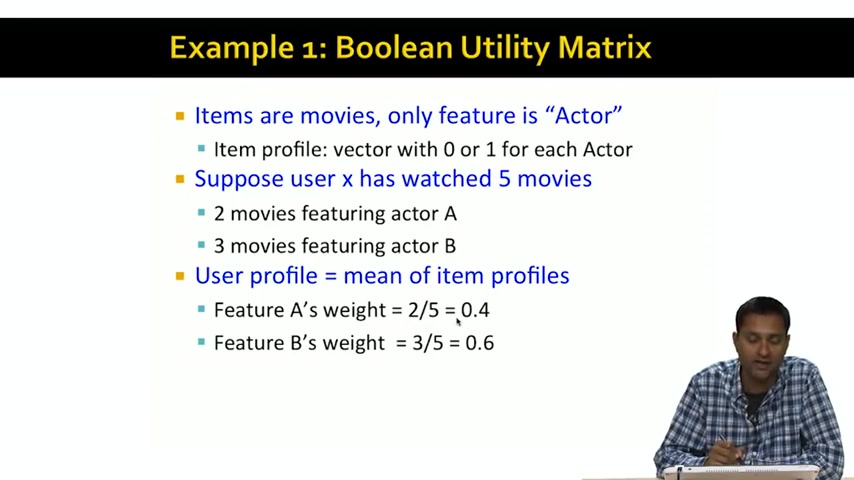 Example 1: Boolean Utility Matrix
Items are movies, only feature is “Actor”
Item profile: vector with 0 or 1 for each Actor
Suppose user x has watched 5 movies
2 movies featuring actor A
3 movies featuring actor B
User profile = mean of item profiles
Feature A’s weight = 2/5 = 0.4
Feature B’s weight = 3/5 = 0.6